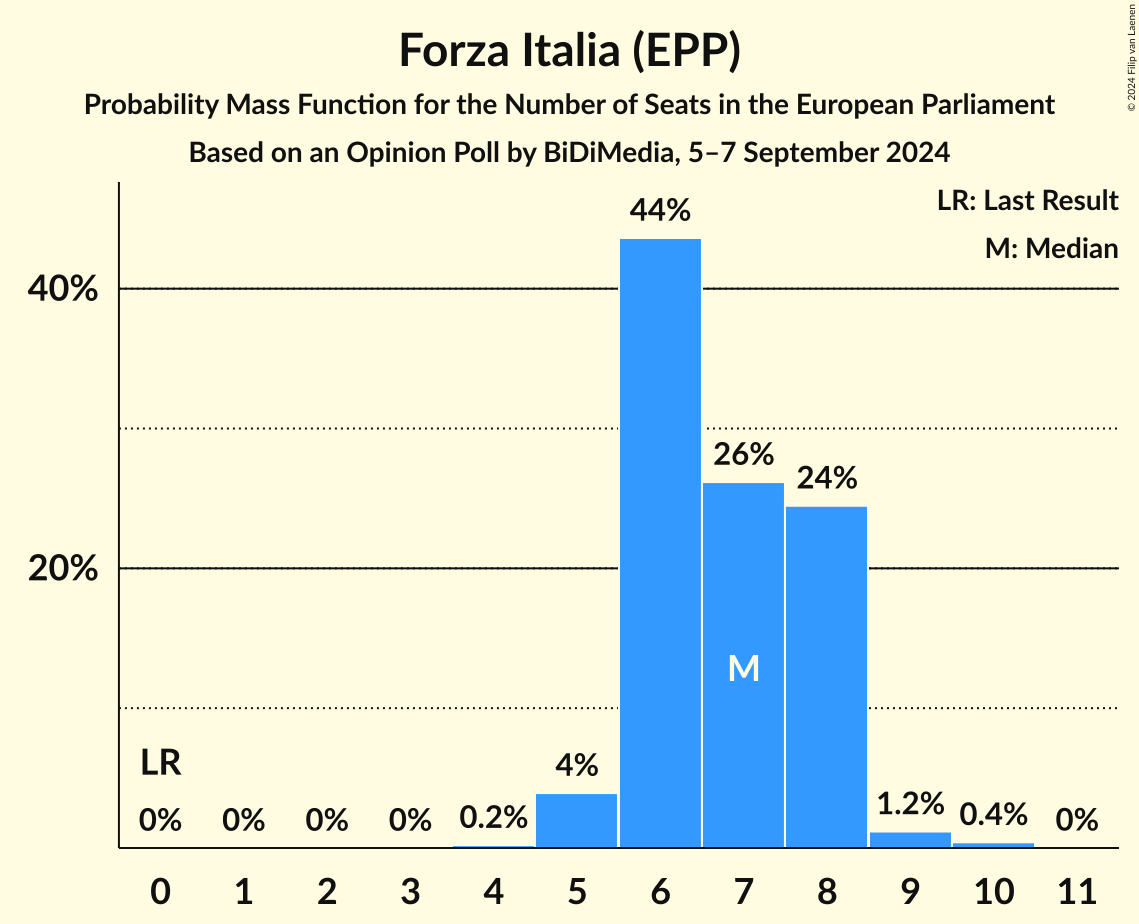 Forza Italia (EPP)
Probability Mass Function for the Number of Seats in the European Parliament
Based on an Opinion Poll by BiDiMedia, 5–7 September 2024
© 2024 Filip van Laenen
LR: Last Result
M: Median
44%
40%
26%
24%
20%
M
LR
4%
0%
0%
0%
0%
0.2%
1.2%
0.4%
0%
0 1 2 3 4 5 6 7 8 9 10 11